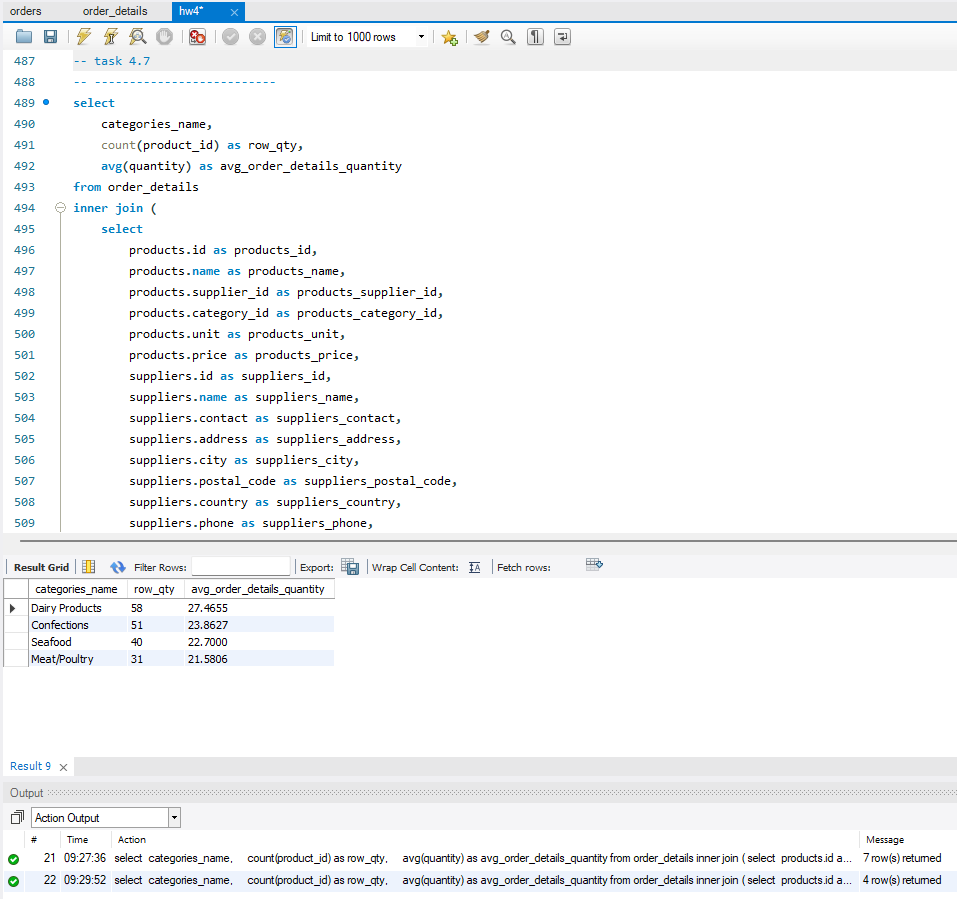 orders order_details hw4*
Limit to 1000 rows
487 -- task 4.7
488 -- --------------------------
489 select
490 categories_name,
491 count(product_id) as row_qty,
492 avg(quantity) as avg_order_details_quantity
493 from order_details
494 inner join (
495 select
496 products.id as products_id,
497 products.name as products_name,
498 products.supplier_id as products_supplier_id,
499 products.category_id as products_category_id,
500 products.unit as products_unit,
501 products.price as products_price,
502 suppliers.id as suppliers_id,
503 suppliers.name as suppliers_name,
504 suppliers.contact as suppliers_contact,
505 suppliers.address as suppliers_address,
506 suppliers.city as suppliers_city,
507 suppliers.postal_code as suppliers_postal_code,
508 suppliers.country as suppliers_country,
509 suppliers.phone as suppliers_phone,
Result Grid Filter Rows: Export: Wrap Cell Content: Fetch rows:
categories_name row_qty avg_order_details_quantity
Dairy Products 58 27.4655
Confections 51 23.8627
Seafood 40 22.7000
Meat/Poultry 31 21.5806
Result 9
Output
Action Output
# Time Action Message
21 09:27:36 select categories_name, count(product_id) as row_qty, avg(quantity) as avg_order_details_quantity from order_details inner join ( select products.id a... 7 row(s) returned
22 09:29:52 select categories_name, count(product_id) as row_qty, avg(quantity) as avg_order_details_quantity from order_details inner join ( select products.id a... 4 row(s) returned